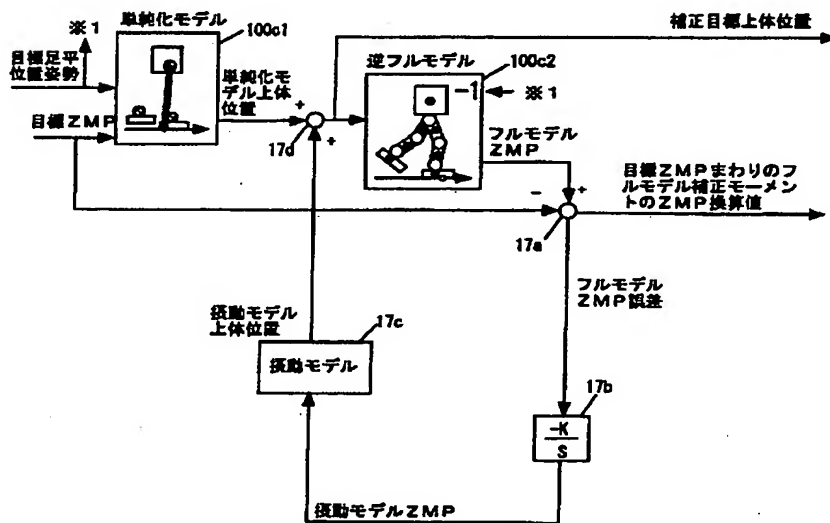 単純化モデル
※1
100c1
補正目標上体位置
目標足平
位置姿勢
単純化モ
デル上体
位置
逆フルモデル
100c2
-1
※1
+
目標ZMP
17d
+
フルモデル
ZMP
目標ZMPまわりのフ
ルモデル補正モーメン
トのZMP換算値
-
+
17a
フルモデル
ZMP誤差
摂動モデル
上体位置
17c
摂動モデル
17b
-K
S
摂動モデルZMP